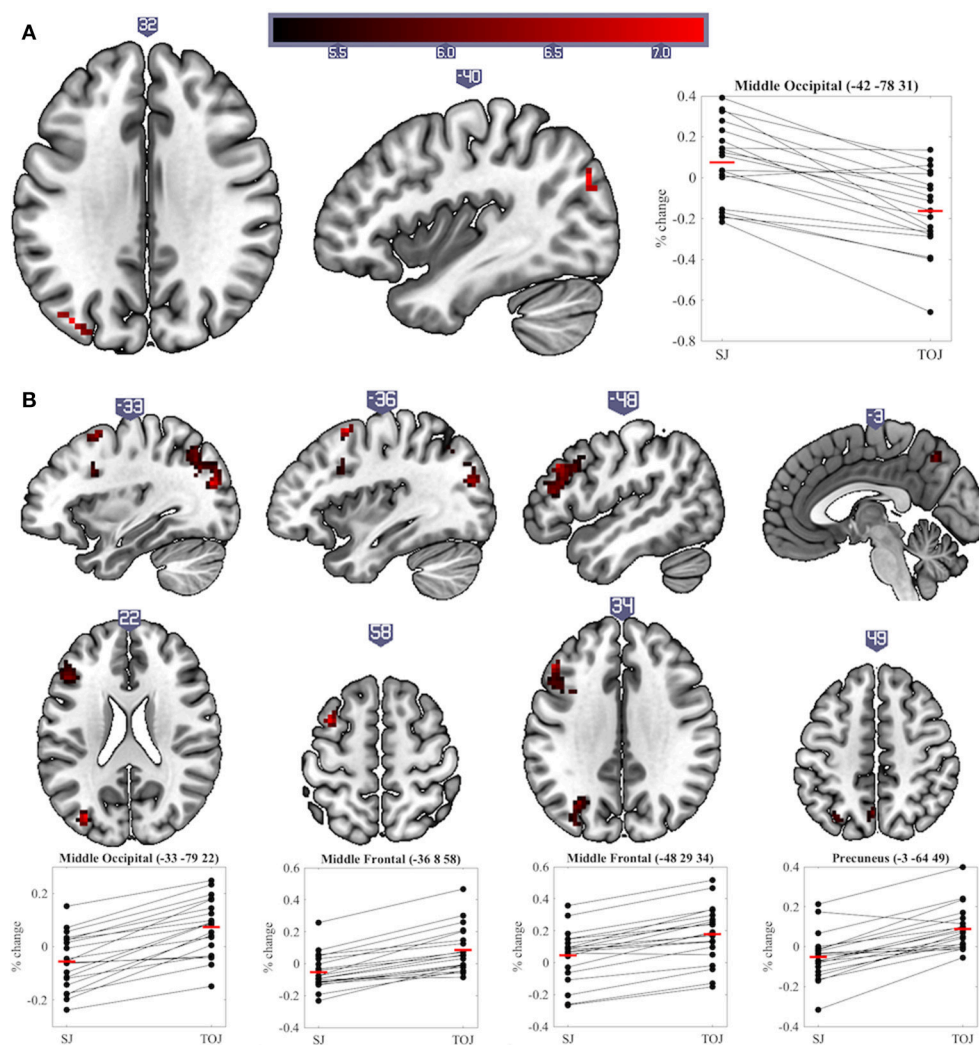 A
32
5.5 6.0 6.5 7.0
-40
Middle Occipital (-42 -78 31)
0.4
0.2
0
-0.2
-0.4
-0.6
-0.8
% change
SJ TOJ
B
-33 -36 -48 -3
22 58 34 49
Middle Occipital (-33 -79 22)
0.2
0
-0.2
% change
SJ TOJ
Middle Frontal (-36 8 58)
0.6
0.4
0.2
0
-0.2
-0.4
% change
SJ TOJ
Middle Frontal (-48 29 34)
0.6
0.4
0.2
0
-0.2
-0.4
% change
SJ TOJ
Precuneus (-3 -64 49)
0.4
0.2
0
-0.2
-0.4
% change
SJ TOJ